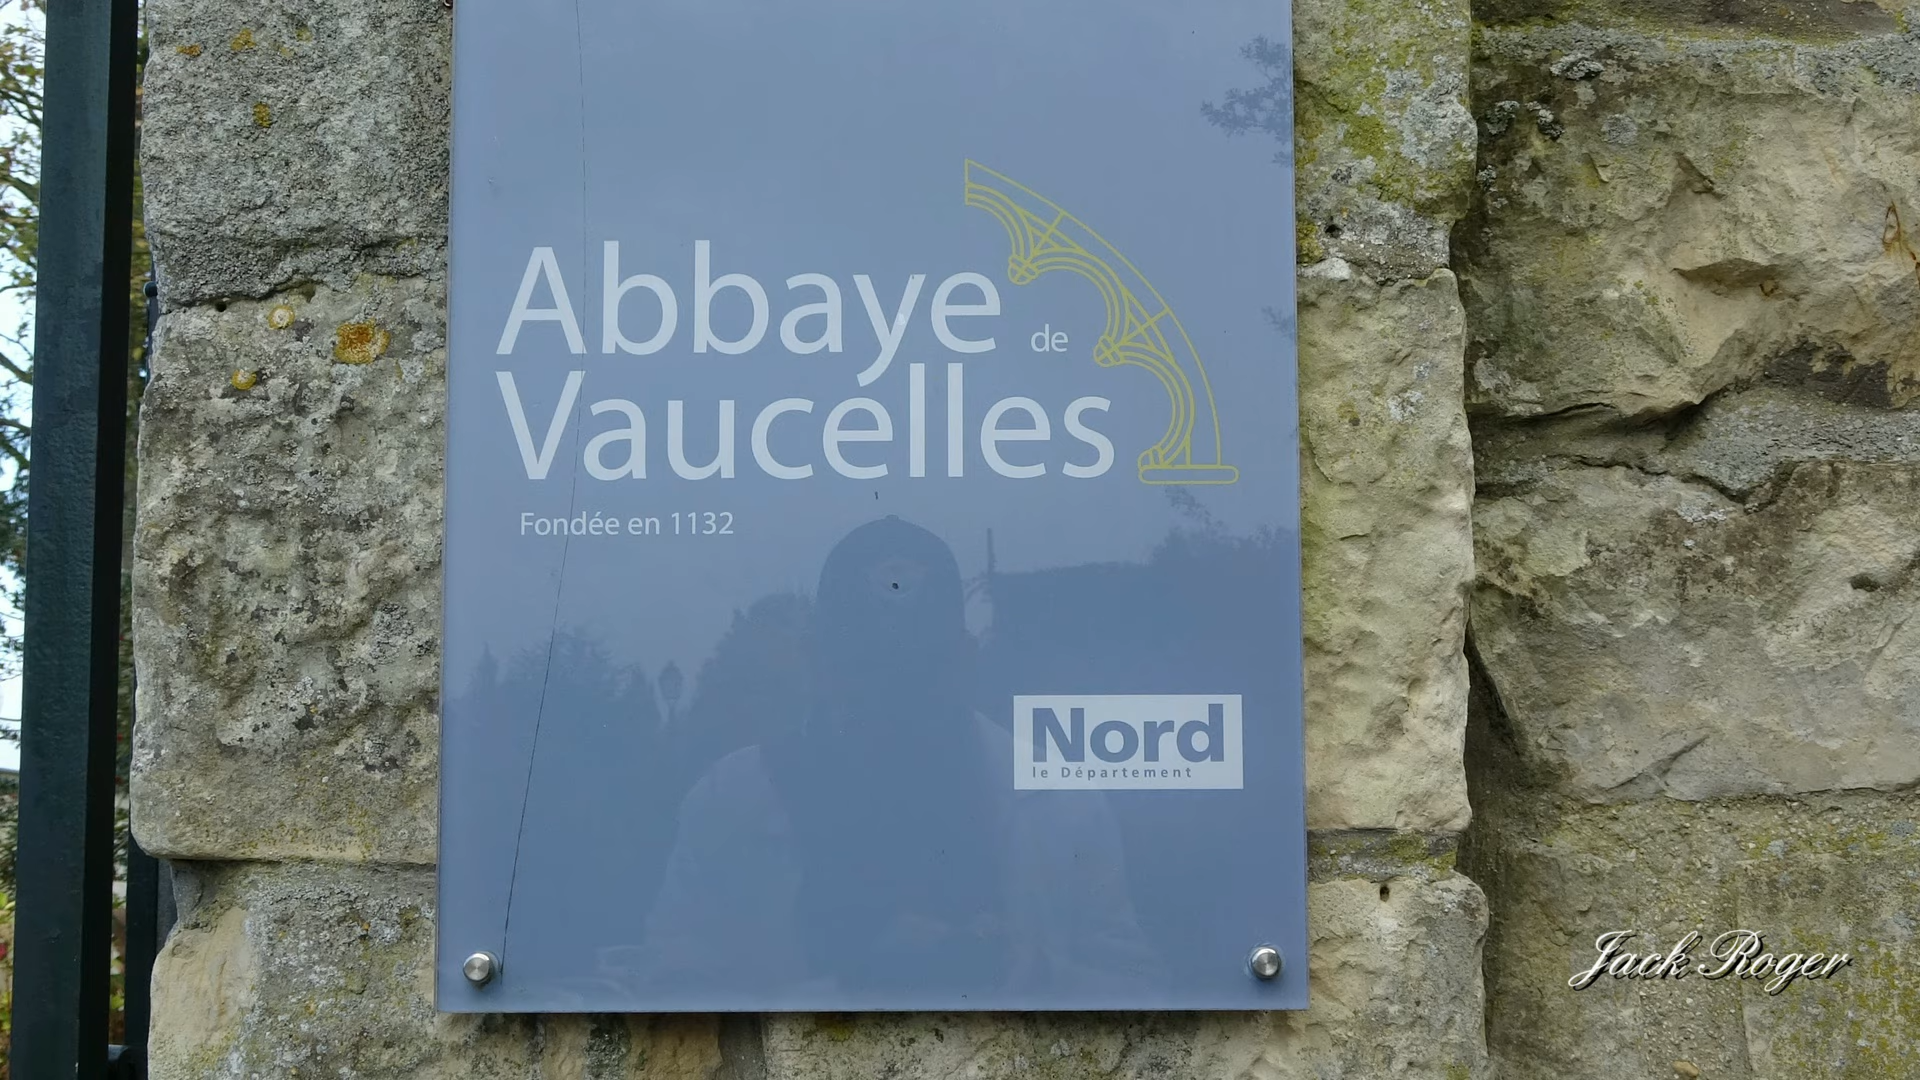 Abbaye de
Vaucelles
Fondée en 1132
Nord
le Département
Jack Roger